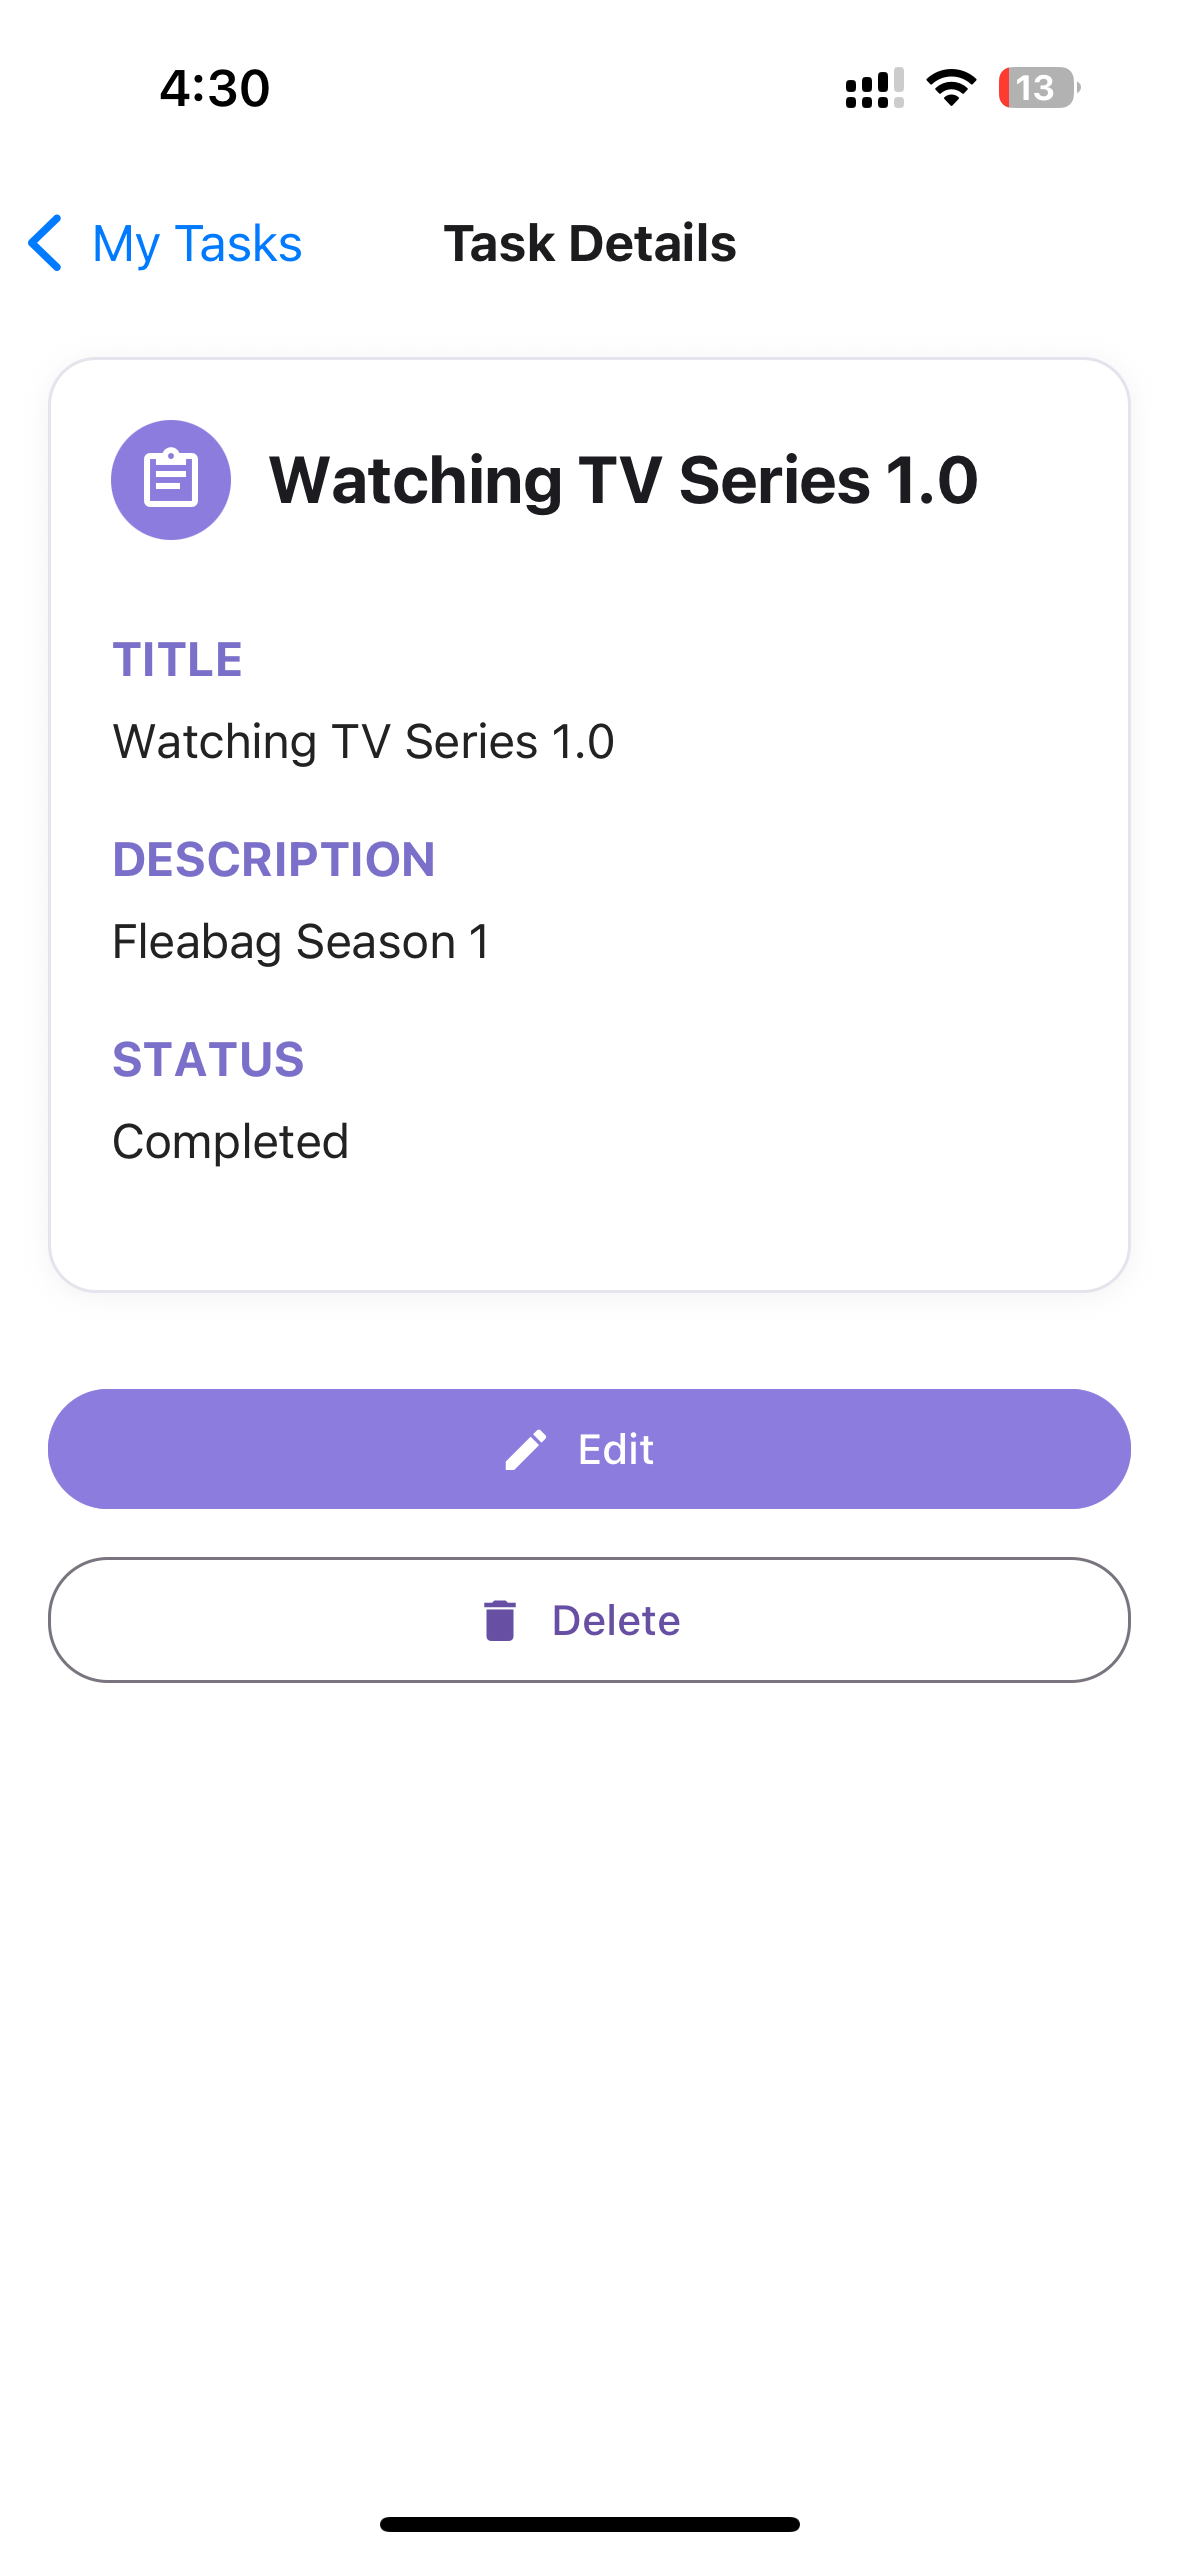 4:30
13
My Tasks
Task Details
Watching TV Series 1.0
TITLE
Watching TV Series 1.0
DESCRIPTION
Fleabag Season 1
STATUS
Completed
Edit
Delete